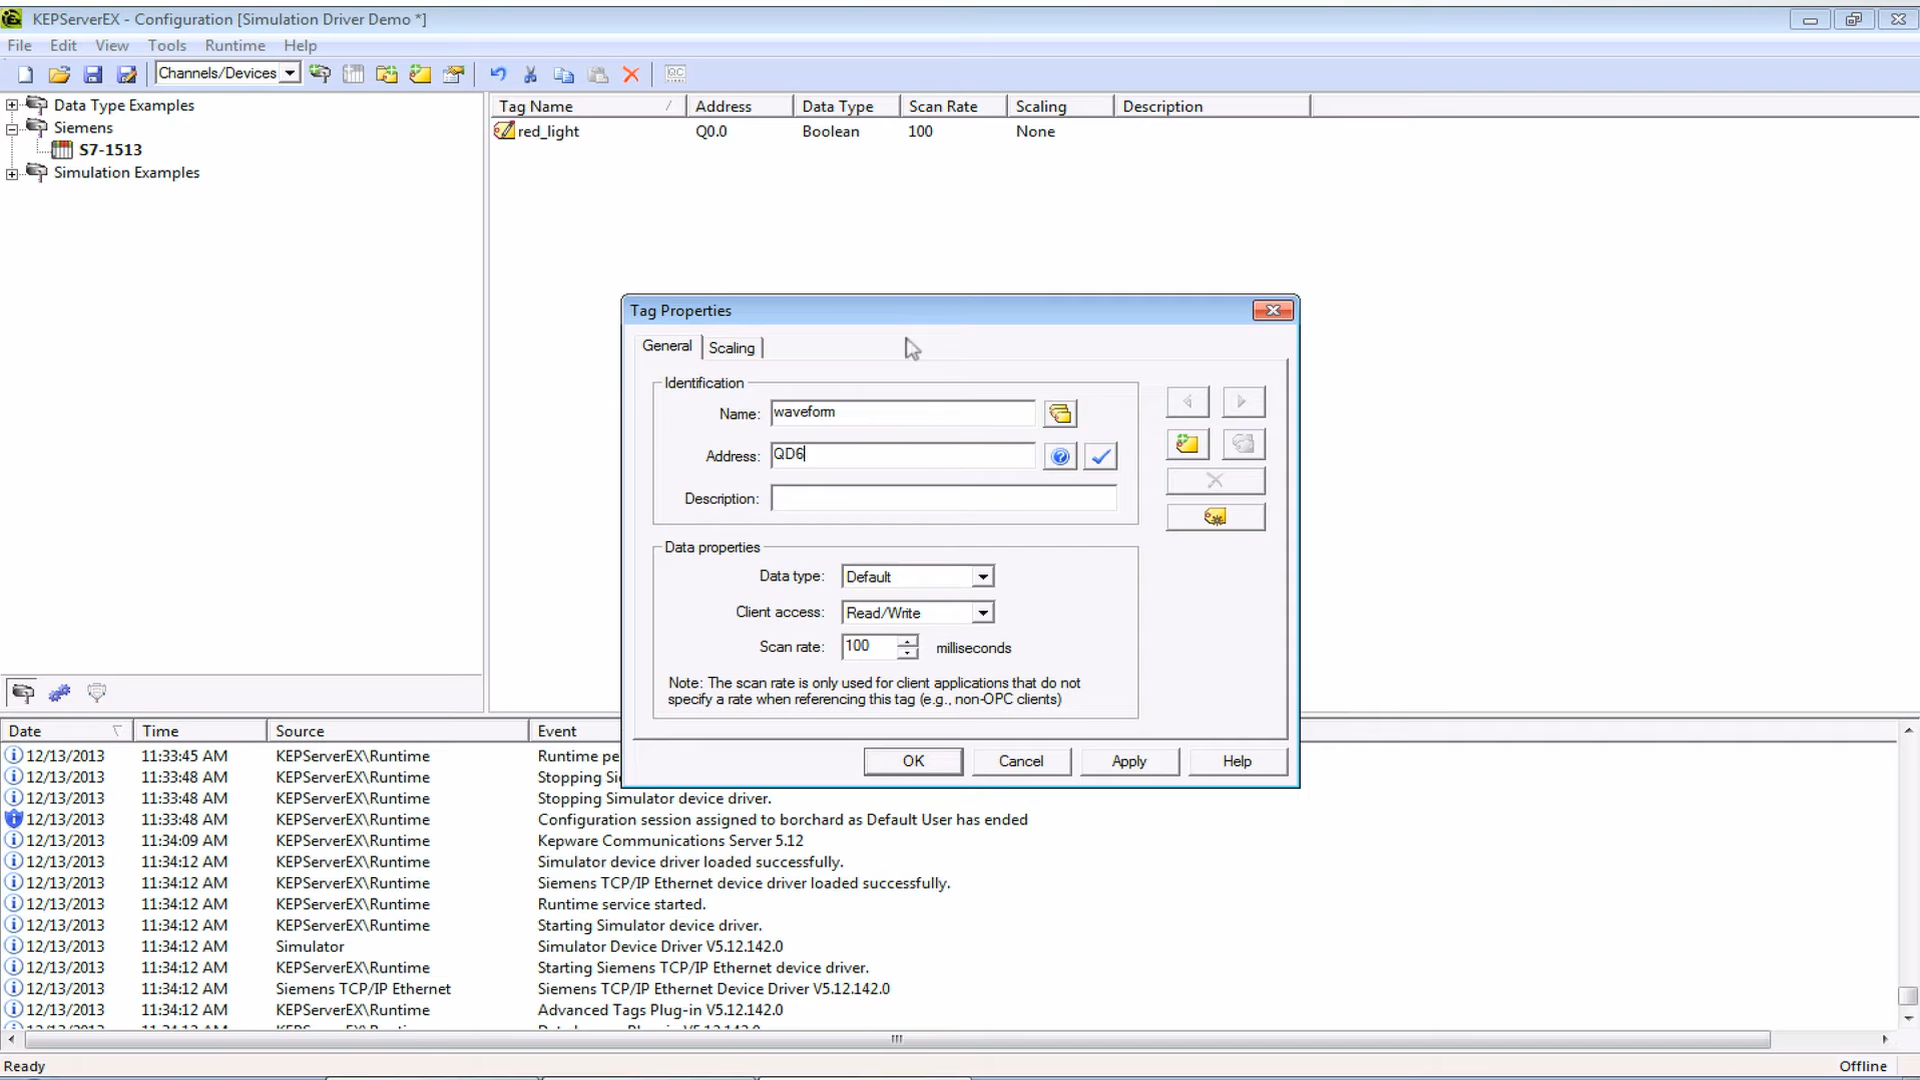 KEPServerEX - Configuration [Simulation Driver Demo *]
File Edit View Tools Runtime Help
Channels/Devices
Data Type Examples
Siemens
S7-1513
Simulation Examples
Tag Name Address Data Type Scan Rate Scaling Description
red_light Q0.0 Boolean 100 None
Tag Properties
General Scaling
Identification
Name: waveform
Address: QD6
Description:
Data properties
Data type: Default
Client access: Read/Write
Scan rate: 100 milliseconds
Note: The scan rate is only used for client applications that do not
specify a rate when referencing this tag (e.g., non-OPC clients)
OK Cancel Apply Help
Date Time Source Event
12/13/2013 11:33:45 AM KEPServerEX\Runtime Runtime pe
12/13/2013 11:33:48 AM KEPServerEX\Runtime Stopping Si
12/13/2013 11:33:48 AM KEPServerEX\Runtime Stopping Simulator device driver.
12/13/2013 11:33:48 AM KEPServerEX\Runtime Configuration session assigned to borchard as Default User has ended
12/13/2013 11:34:09 AM KEPServerEX\Runtime Kepware Communications Server 5.12
12/13/2013 11:34:12 AM KEPServerEX\Runtime Simulator device driver loaded successfully.
12/13/2013 11:34:12 AM KEPServerEX\Runtime Siemens TCP/IP Ethernet device driver loaded successfully.
12/13/2013 11:34:12 AM KEPServerEX\Runtime Runtime service started.
12/13/2013 11:34:12 AM KEPServerEX\Runtime Starting Simulator device driver.
12/13/2013 11:34:12 AM Simulator Simulator Device Driver V5.12.142.0
12/13/2013 11:34:12 AM KEPServerEX\Runtime Starting Siemens TCP/IP Ethernet device driver.
12/13/2013 11:34:12 AM Siemens TCP/IP Ethernet Siemens TCP/IP Ethernet Device Driver V5.12.142.0
12/13/2013 11:34:12 AM KEPServerEX\Runtime Advanced Tags Plug-in V5.12.142.0
Ready Offline